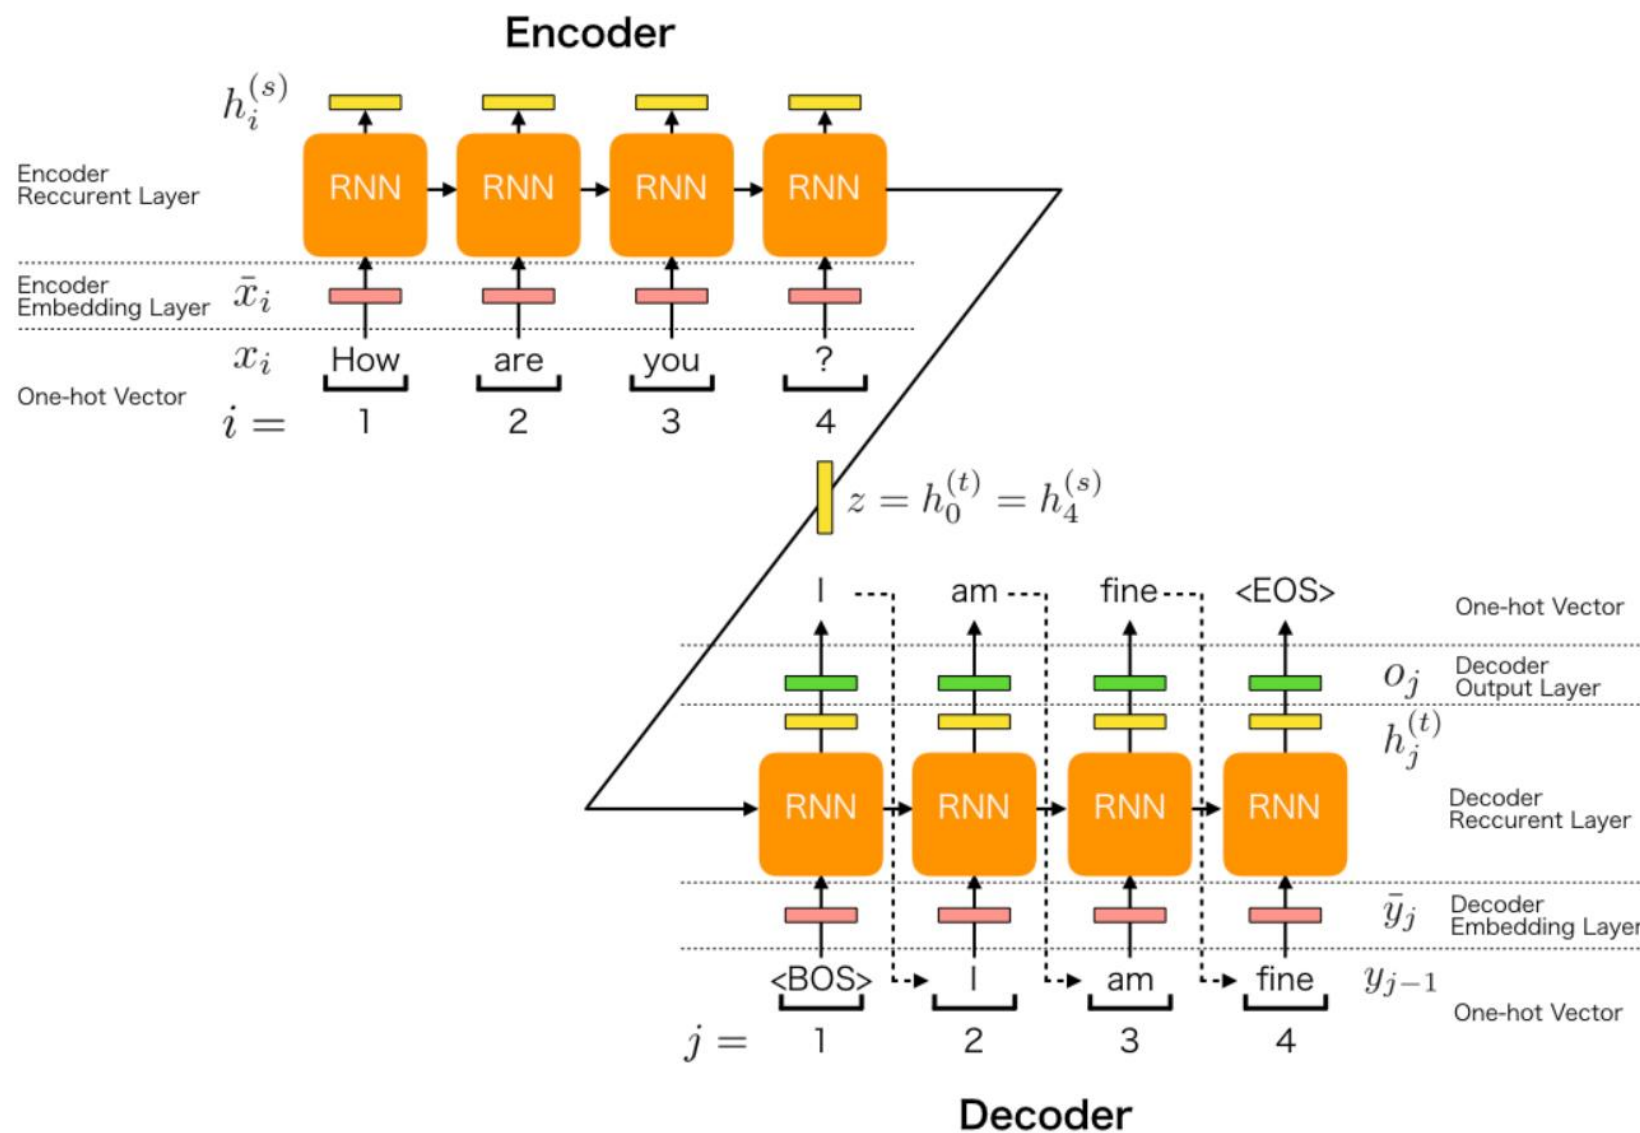 Encoder
h_i^{(s)}
Encoder
Reccurent Layer
RNN RNN RNN RNN
Encoder
Embedding Layer
x̄_i
x_i How are you ?
One-hot Vector
i = 1 2 3 4
z = h_0^{(t)} = h_4^{(s)}
I am fine <EOS>
One-hot Vector
o_j
Decoder
Output Layer
h_j^{(t)}
RNN RNN RNN RNN
Decoder
Reccurent Layer
ȳ_j
Decoder
Embedding Layer
<BOS> I am fine y_{j-1}
One-hot Vector
j = 1 2 3 4
Decoder